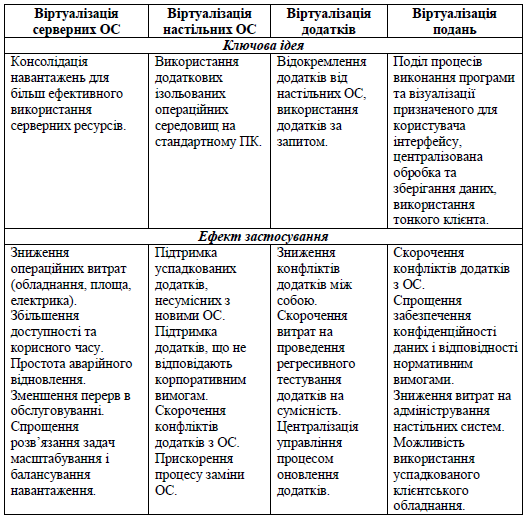 Віртуалізація
серверних ОС
Віртуалізація
настільних ОС
Віртуалізація
додатків
Віртуалізація
подань
Ключова ідея
Консолідація
навантажень для
більш ефективного
використання
серверних ресурсів.
Використання
додаткових
ізольованих
операційних
середовищ на
стандартному ПК.
Відокремлення
додатків від
настільних ОС,
використання
додатків за
запитом.
Поділ процесів
виконання програми
та візуалізації
призначеного для
користувача
інтерфейсу,
централізована
обробка та
зберігання даних,
використання
тонкого клієнта.
Ефект застосування
Зниження
операційних витрат
(обладнання, площа,
електрика).
Збільшення
доступності та
корисного часу.
Простота аварійного
відновлення.
Зменшення перерв в
обслуговуванні.
Спрощення
розв’язання задач
масштабування і
балансування
навантаження.
Підтримка
успадкованих
додатків,
несумісних з
новими ОС.
Підтримка
додатків, що не
відповідають
корпоративним
вимогам.
Скорочення
конфліктів
додатків з ОС.
Прискорення
процесу заміни
ОС.
Зниження
конфліктів
додатків між
собою.
Скорочення
витрат на
проведення
регресивного
тестування
додатків на
сумісність.
Централізація
управління
процесом
оновлення
додатків.
Скорочення
конфліктів додатків
з ОС.
Спрощення
забезпечення
конфіденційності
даних і відповідності
нормативним
вимогами.
Зниження витрат на
адміністрування
настільних систем.
Можливість
використання
успадкованого
клієнтського
обладнання.